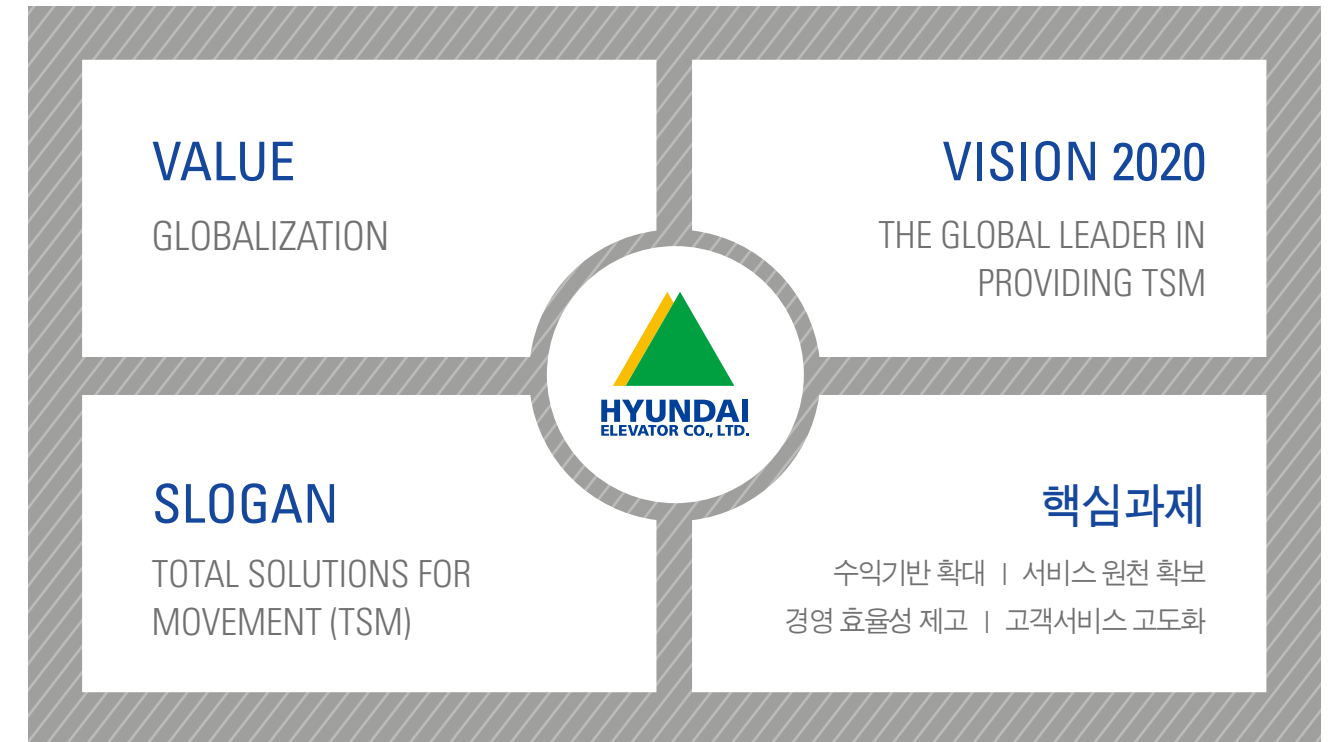 VALUE
GLOBALIZATION
VISION 2020
THE GLOBAL LEADER IN
PROVIDING TSM
HYUNDAI
ELEVATOR CO., LTD.
SLOGAN
TOTAL SOLUTIONS FOR
MOVEMENT (TSM)
핵심과제
수익기반 확대 | 서비스 원천 확보
경영 효율성 제고 | 고객서비스 고도화